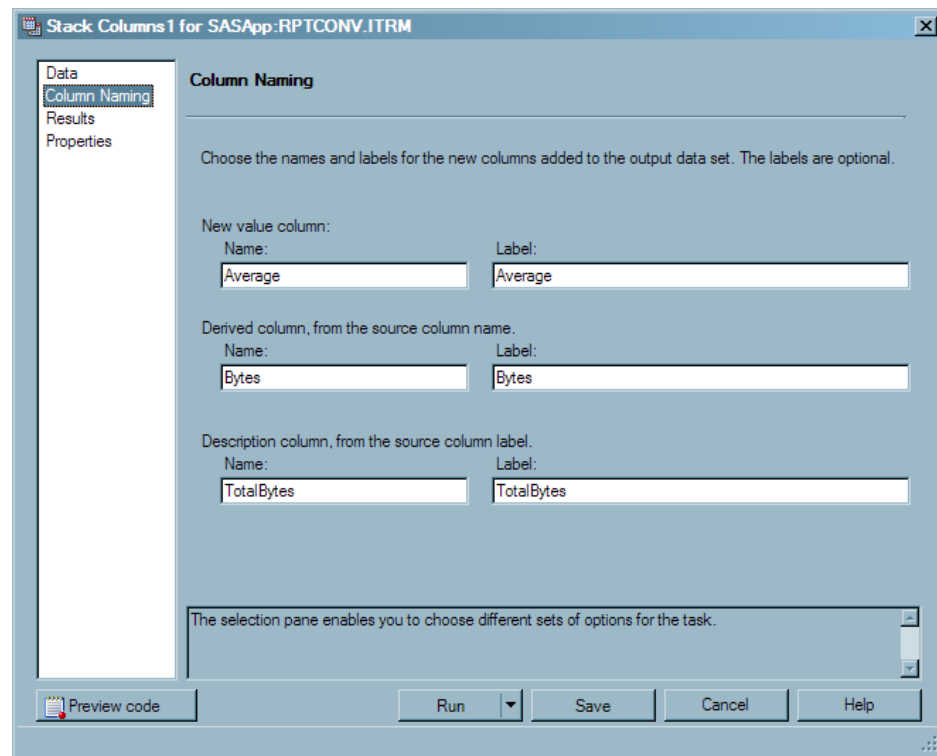 Stack Columns1 for SASApp:RPTCONV.ITRM
Data
Column Naming
Results
Properties
Column Naming
Choose the names and labels for the new columns added to the output data set. The labels are optional.
New value column:
Name: Label:
Average Average
Derived column, from the source column name.
Name: Label:
Bytes Bytes
Description column, from the source column label.
Name: Label:
TotalBytes TotalBytes
The selection pane enables you to choose different sets of options for the task.
Preview code Run Save Cancel Help